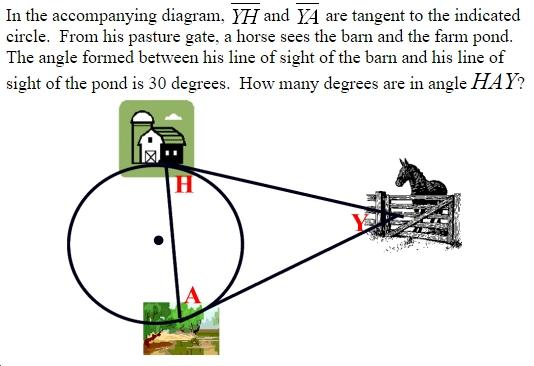 In the accompanying diagram, YH and YA are tangent to the indicated
circle. From his pasture gate, a horse sees the barn and the farm pond.
The angle formed between his line of sight of the barn and his line of
sight of the pond is 30 degrees. How many degrees are in angle HAY?
H
Y
A